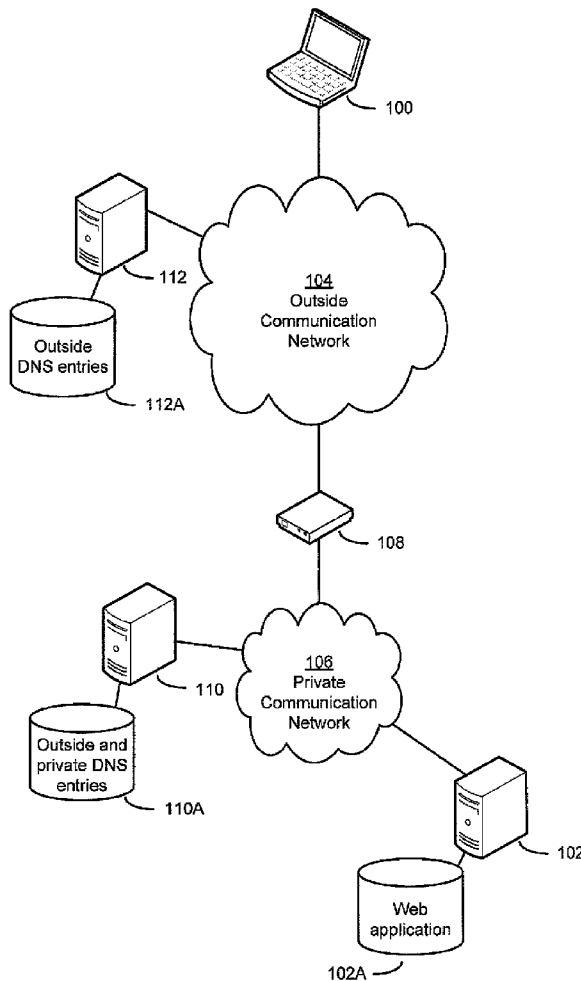 100
104
Outside
Communication
Network
112
Outside
DNS entries
112A
108
106
Private
Communication
Network
110
Outside and
private DNS
entries
110A
102
Web
application
102A